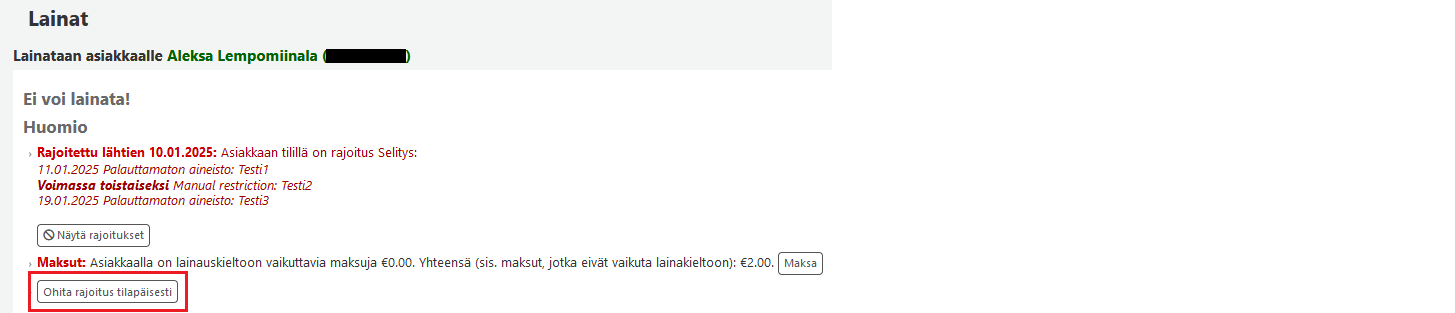 Lainat
Lainataan asiakkaalle Aleksa Lempomiinala ( )
Ei voi lainata!
Huomio
› Rajoitettu lähtien 10.01.2025: Asiakkaan tilillä on rajoitus Selitys:
11.01.2025 Palauttamaton aineisto: Testi1
Voimassa toistaiseksi Manual restriction: Testi2
19.01.2025 Palauttamaton aineisto: Testi3
Näytä rajoitukset
› Maksut: Asiakkaalla on lainauskieltoon vaikuttavia maksuja €0.00. Yhteensä (sis. maksut, jotka eivät vaikuta lainakieltoon): €2.00. Maksa
Ohita rajoitus tilapäisesti